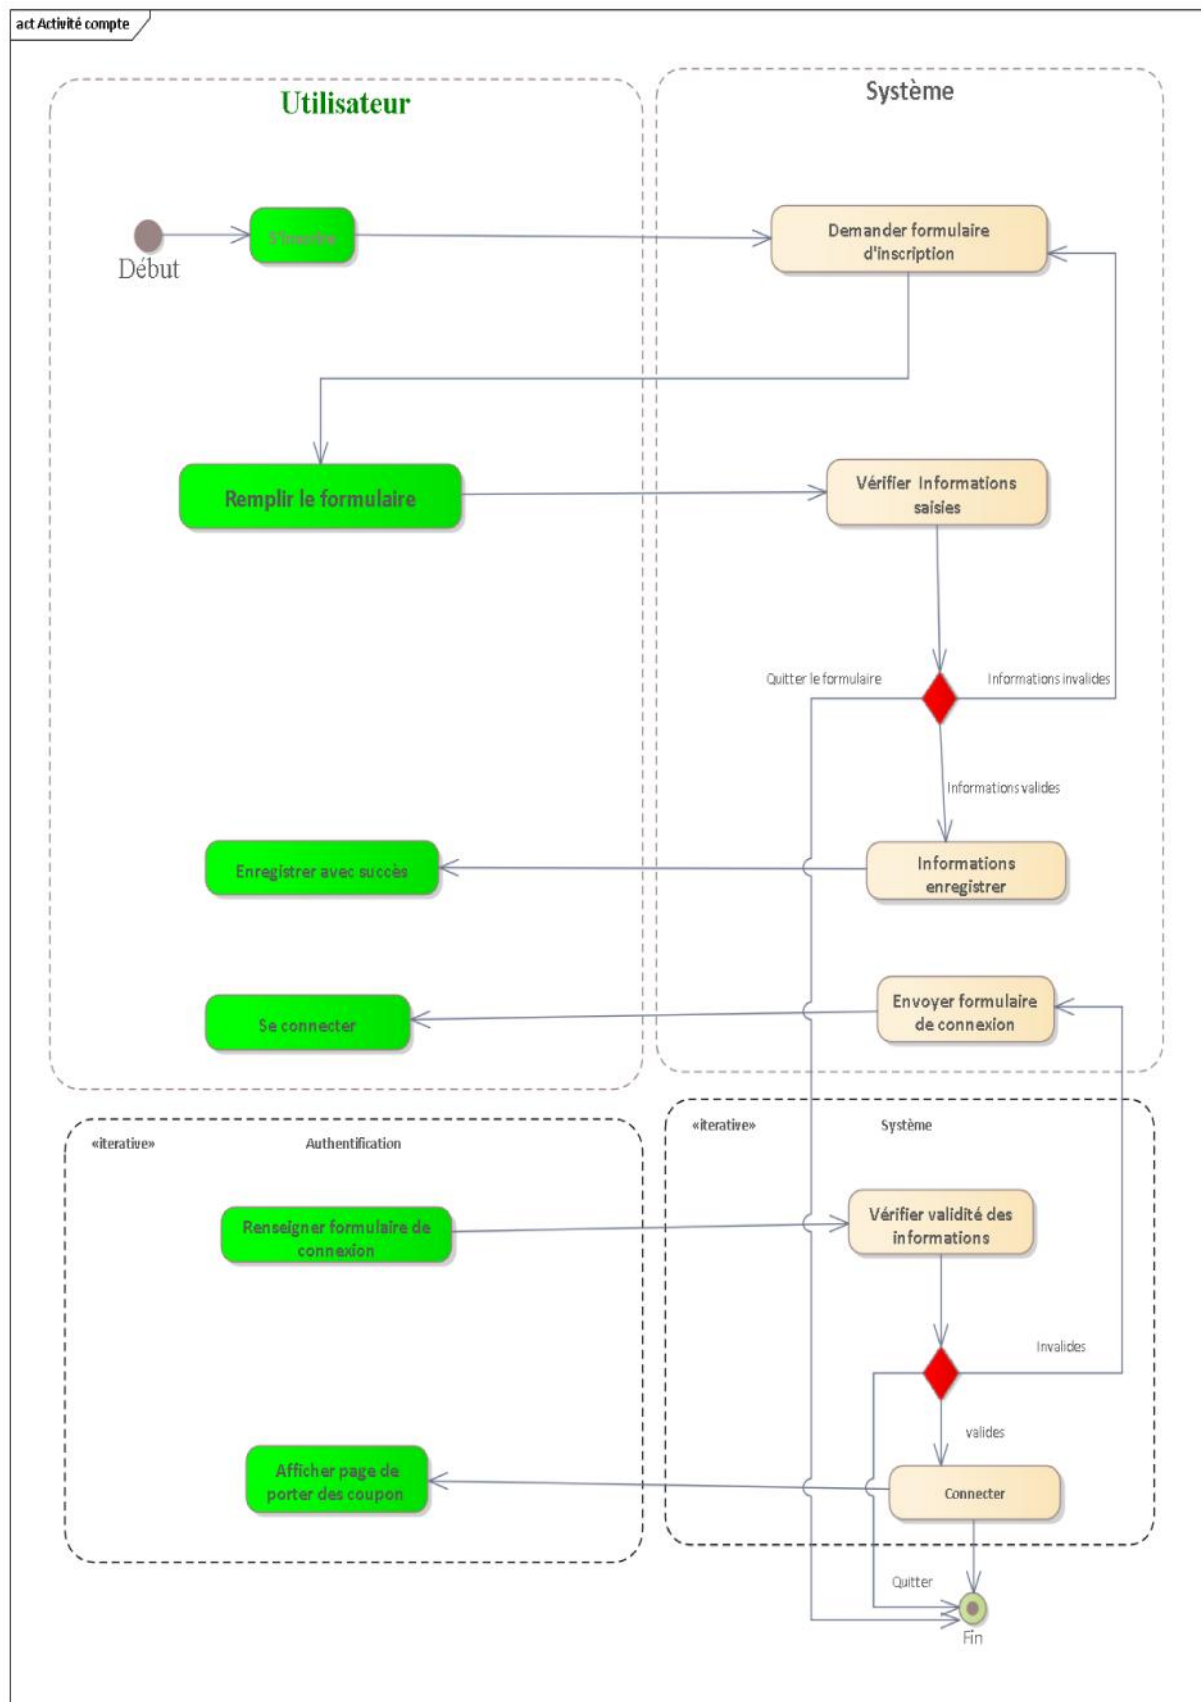 act Activité compte
Utilisateur
Système
S'inscrire
Demander formulaire
d'inscription
Début
Remplir le formulaire
Vérifier Informations
saisies
Quitter le formulaire
Informations invalides
Informations valides
Enregistrer avec succès
Informations
enregistrer
Se connecter
Envoyer formulaire
de connexion
«iterative»
Authentification
«iterative»
Système
Renseigner formulaire de
connexion
Vérifier validité des
informations
Invalides
valides
Afficher page de
porter des coupon
Connecter
Quitter
Fin